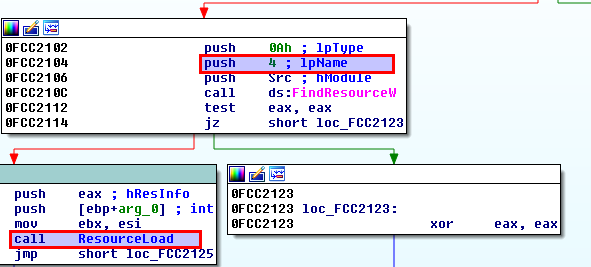 0FCC2102 push 0Ah ; lpType
0FCC2104 push 4 ; lpName
0FCC2106 push Src ; hModule
0FCC210C call ds:FindResourceW
0FCC2112 test eax, eax
0FCC2114 jz short loc_FCC2123
push eax ; hResInfo
push [ebp+arg_0] ; int
mov ebx, esi
call ResourceLoad
jmp short loc_FCC2125
0FCC2123
0FCC2123 loc_FCC2123:
0FCC2123 xor eax, eax